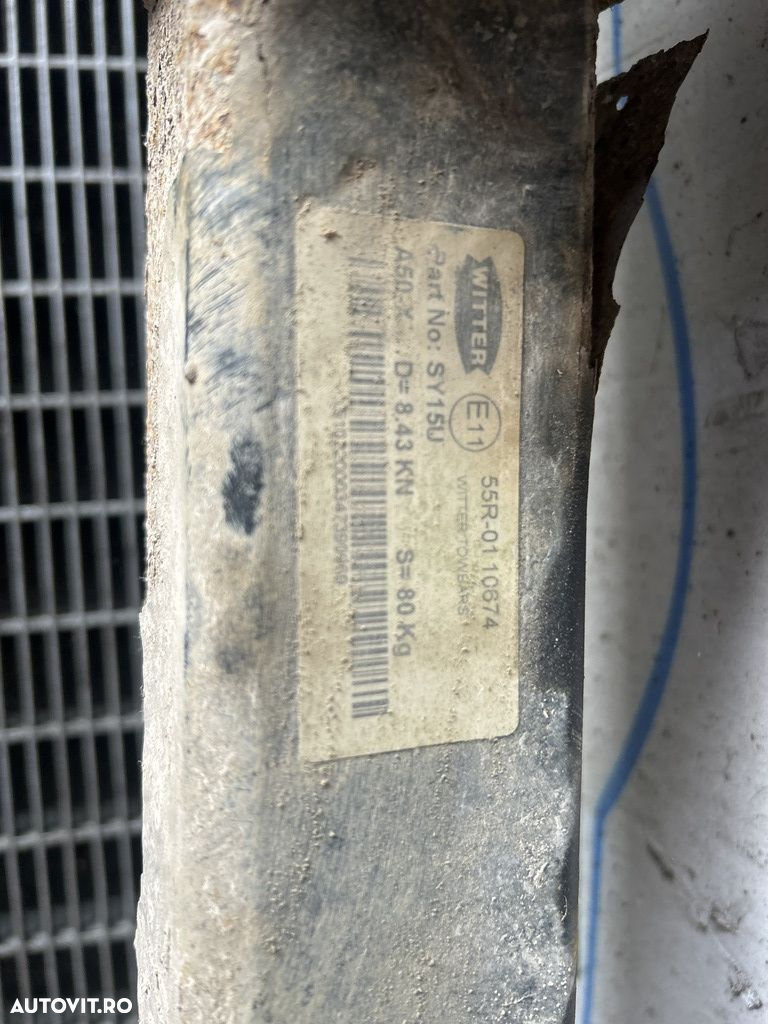 WITTER
E11
55R-01 10674
WITTER TOWBARS
Part No: SY15U
A50-X D= 8.43 KN S= 80 Kg
AUTOVIT.RO